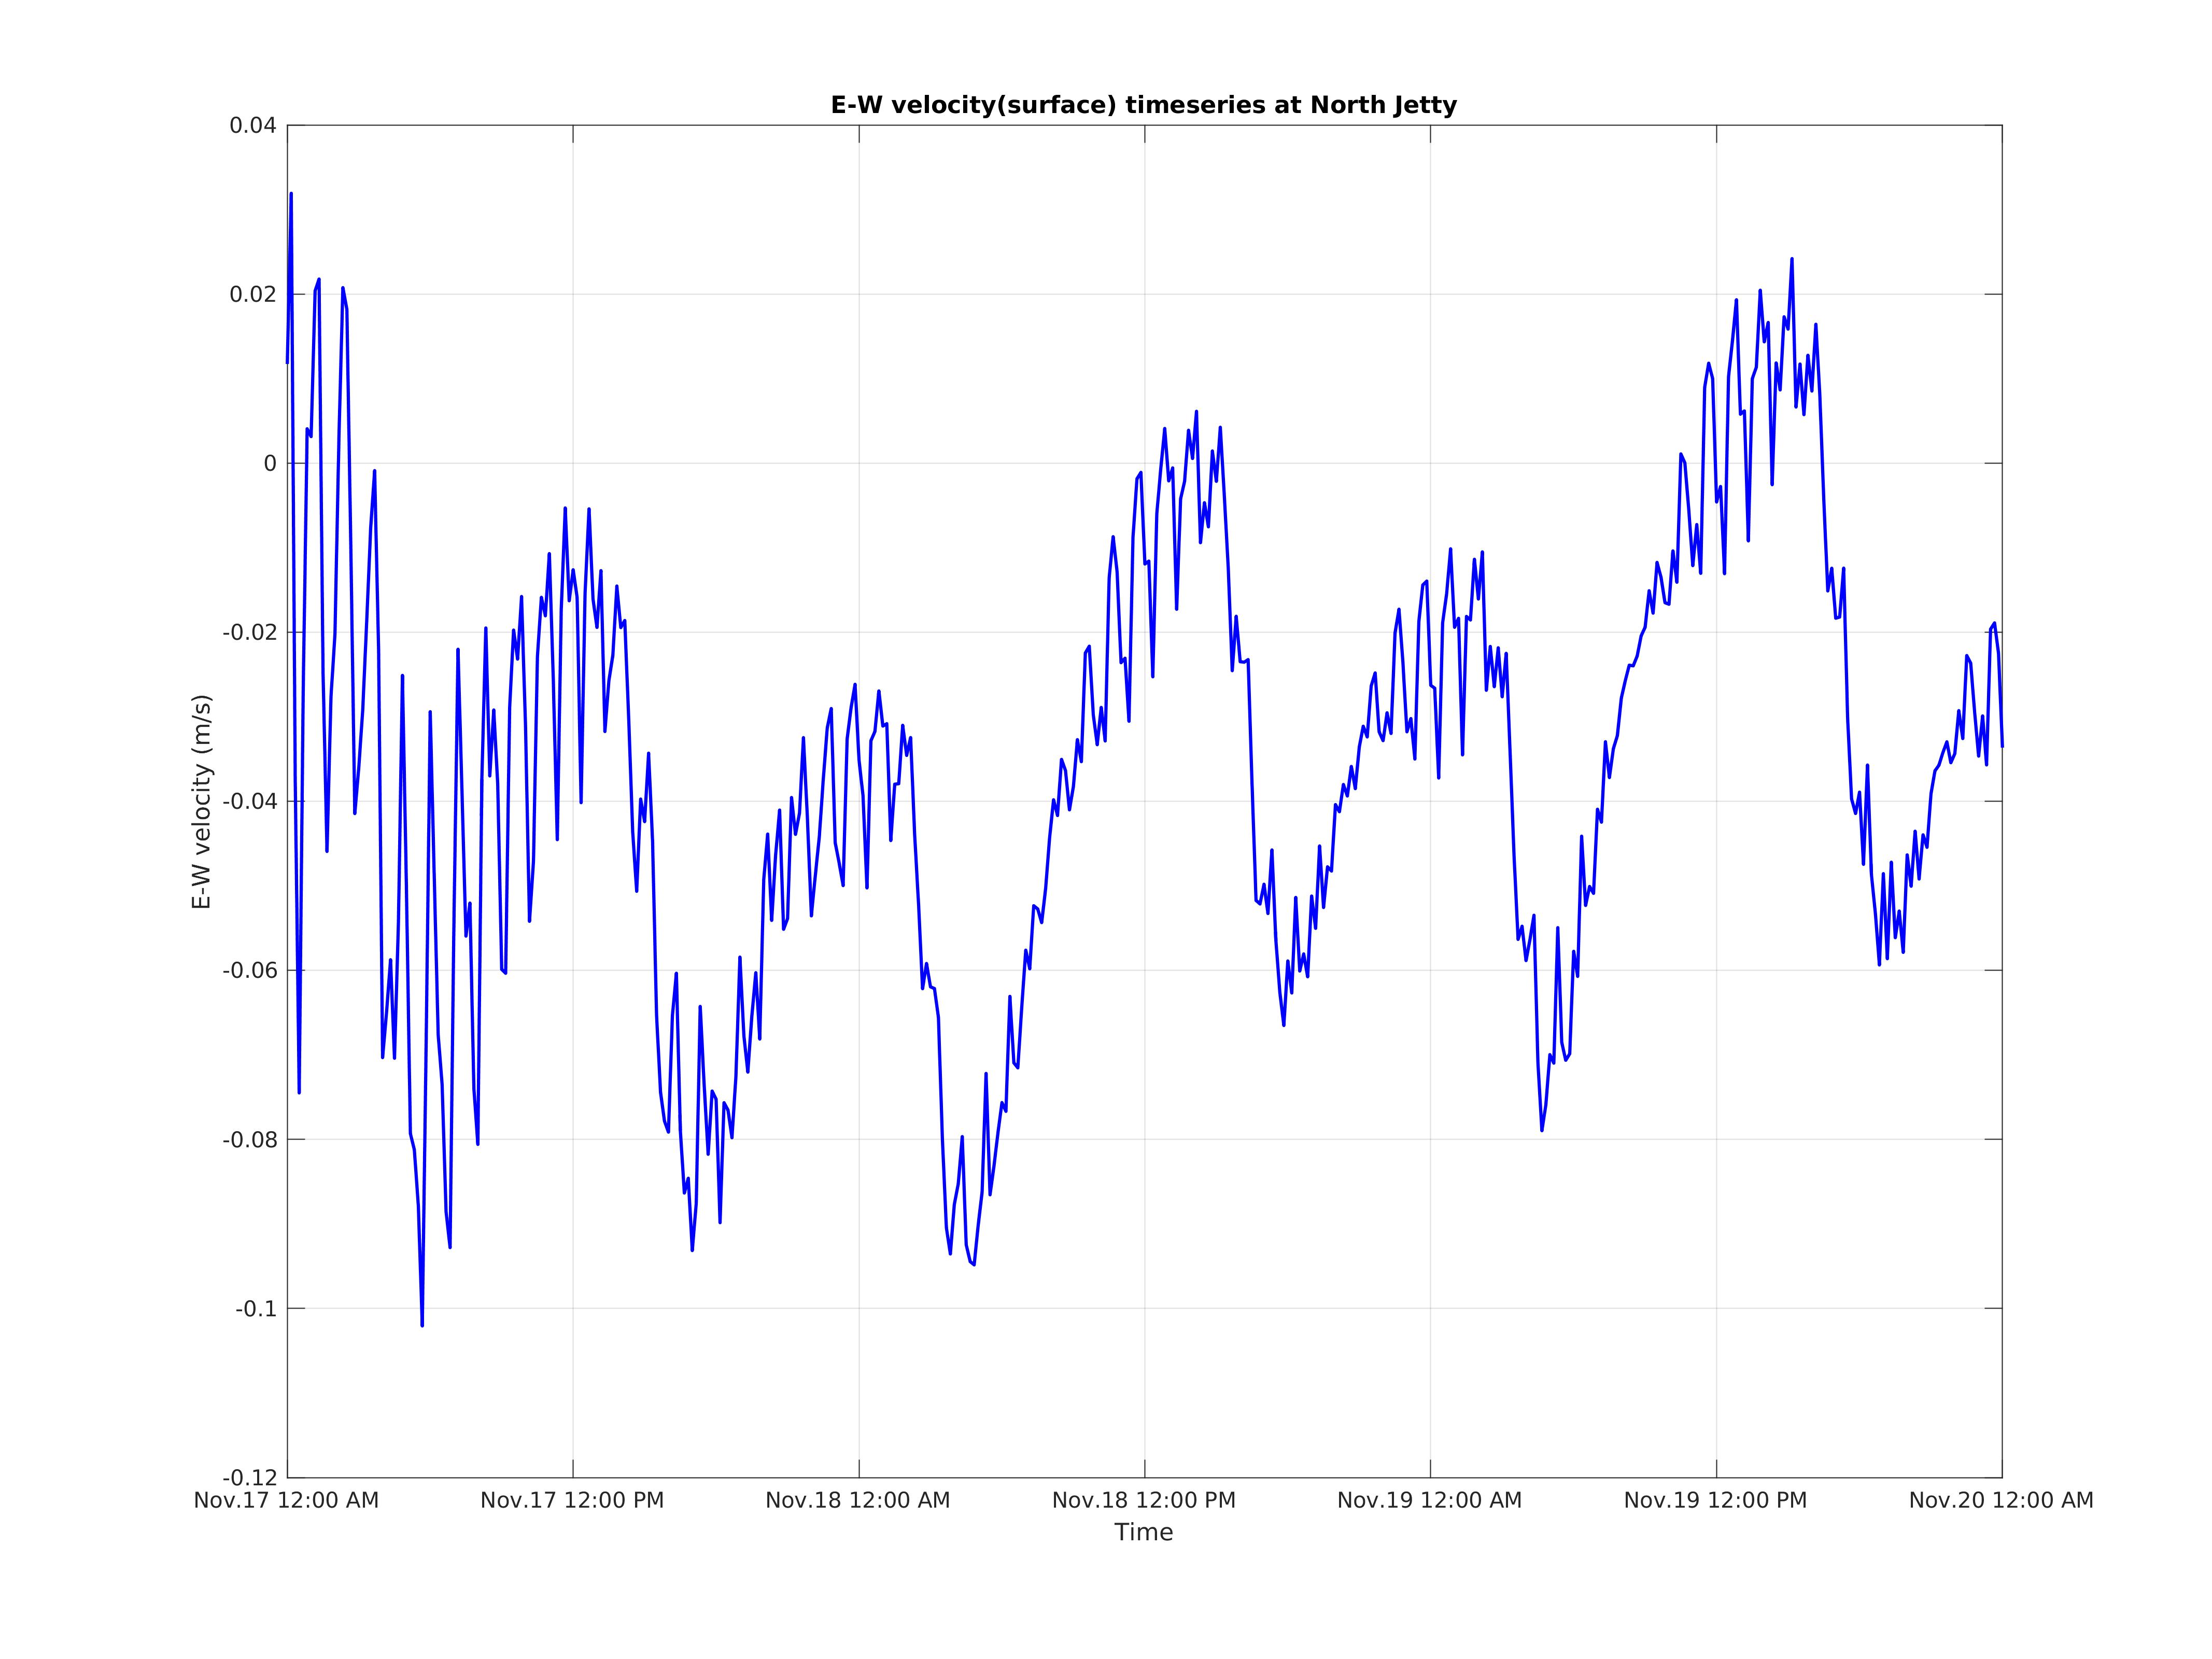 E-W velocity(surface) timeseries at North Jetty
0.04
0.02
0
-0.02
-0.04
-0.06
-0.08
-0.1
-0.12
E-W velocity (m/s)
Nov.17 12:00 AM Nov.17 12:00 PM Nov.18 12:00 AM Nov.18 12:00 PM Nov.19 12:00 AM Nov.19 12:00 PM Nov.20 12:00 AM
Time